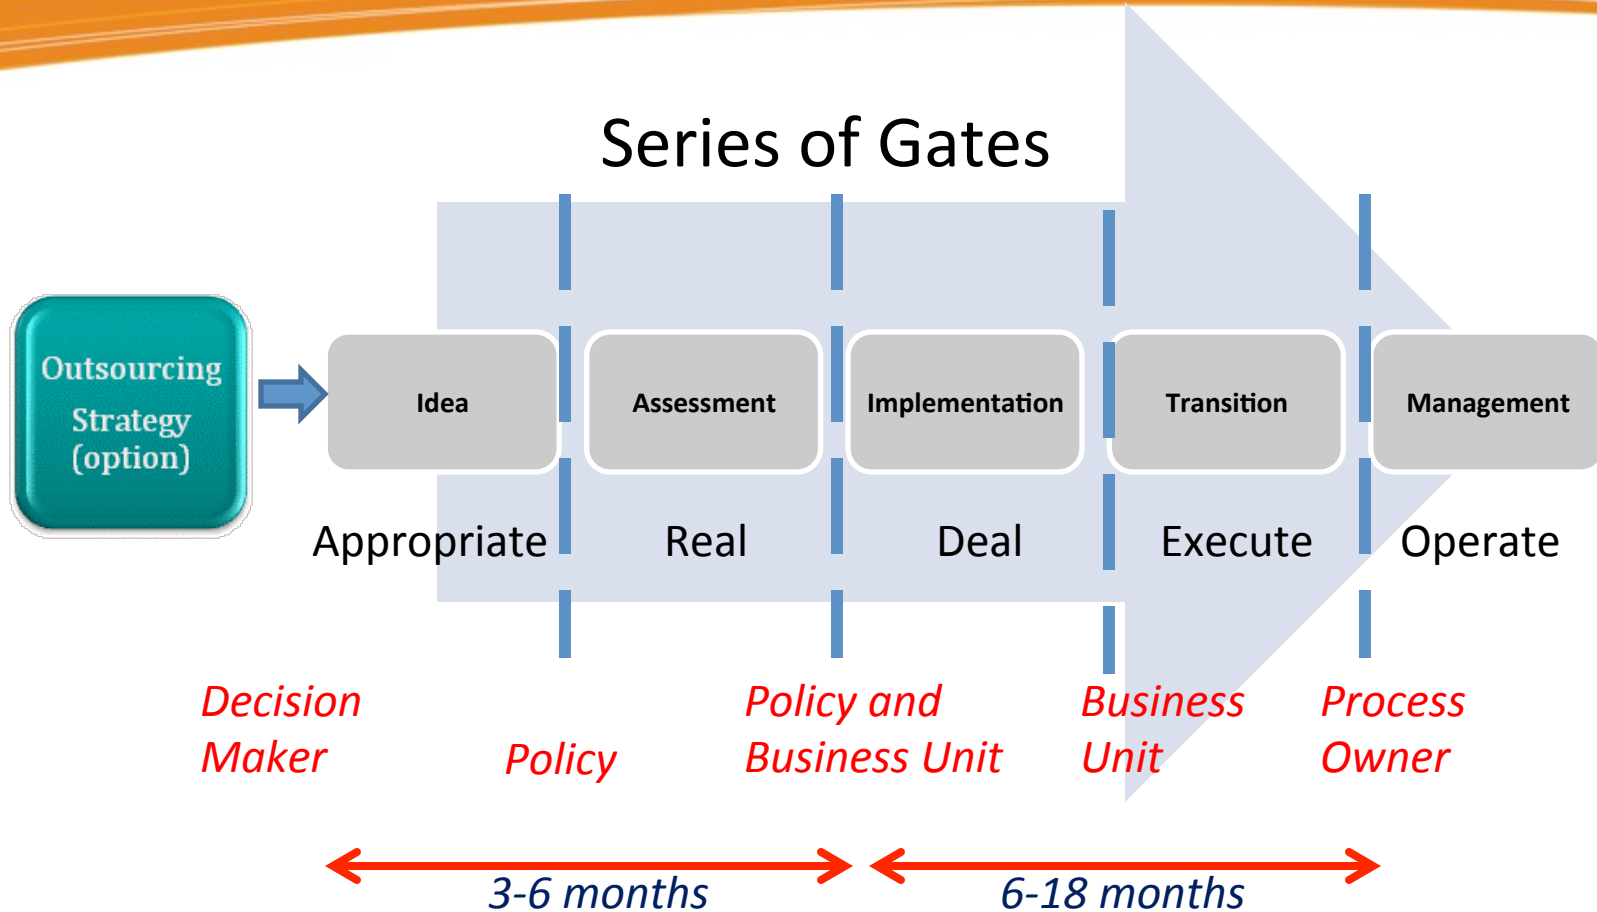 Series of Gates
Outsourcing
Strategy
(option)
Idea
Assessment
Implementation
Transition
Management
Appropriate
Real
Deal
Execute
Operate
Decision
Maker
Policy
Policy and
Business Unit
Business
Unit
Process
Owner
3-6 months
6-18 months